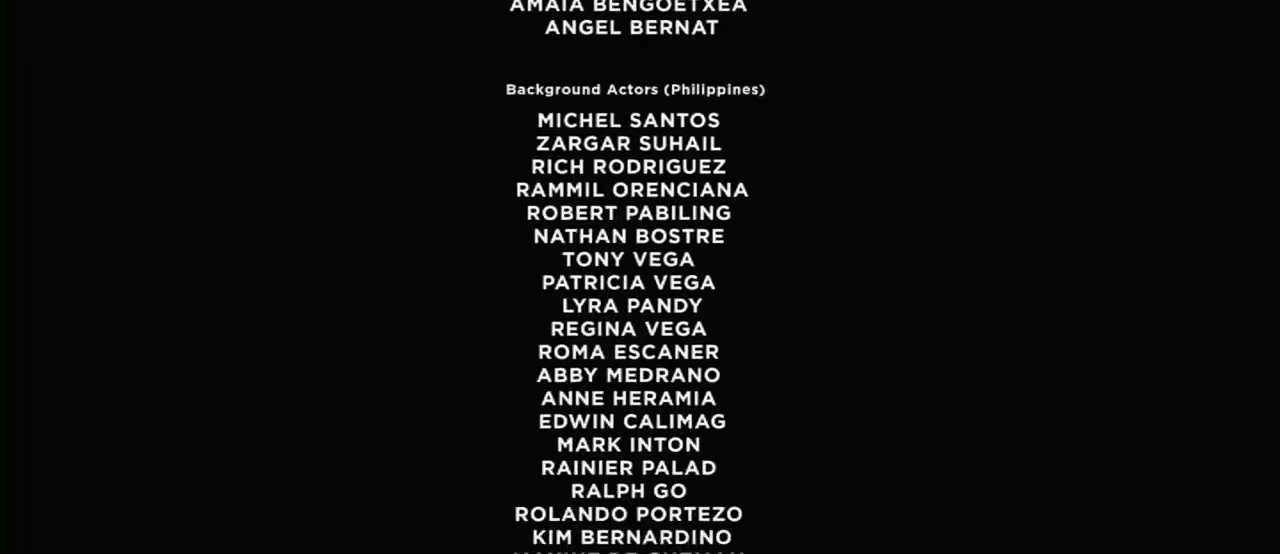 AMAIA BENGOETXEA
ANGEL BERNAT
Background Actors (Philippines)
MICHEL SANTOS
ZARGAR SUHAIL
RICH RODRIGUEZ
RAMMIL ORENCIANA
ROBERT PABILING
NATHAN BOSTRE
TONY VEGA
PATRICIA VEGA
LYRA PANDY
REGINA VEGA
ROMA ESCANER
ABBY MEDRANO
ANNE HERAMIA
EDWIN CALIMAG
MARK INTON
RAINIER PALAD
RALPH GO
ROLANDO PORTEZO
KIM BERNARDINO